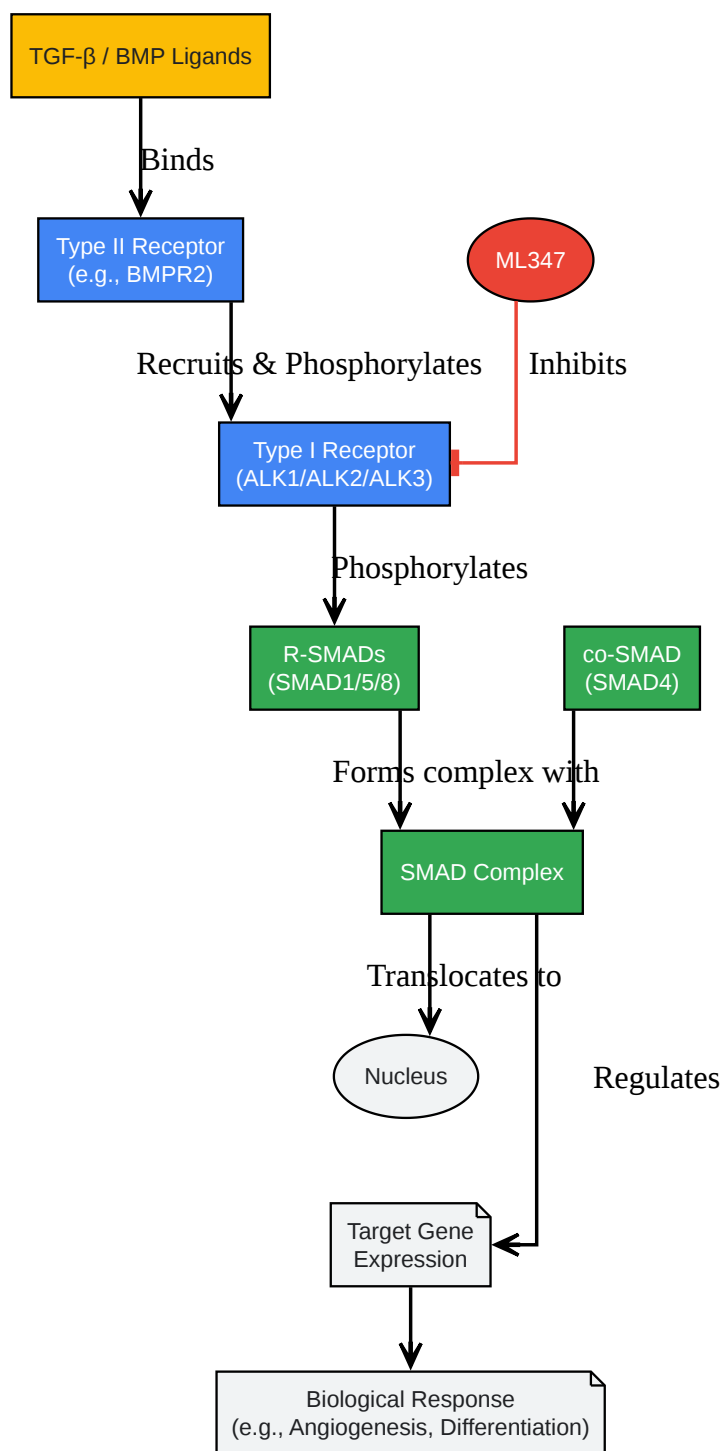 TGF-β / BMP Ligands
Binds
Type II Receptor
(e.g., BMPR2)
ML347
Recruits & Phosphorylates
Inhibits
Type I Receptor
(ALK1/ALK2/ALK3)
Phosphorylates
R-SMADs
(SMAD1/5/8)
co-SMAD
(SMAD4)
Forms complex with
SMAD Complex
Translocates to
Nucleus
Regulates
Target Gene
Expression
Biological Response
(e.g., Angiogenesis, Differentiation)